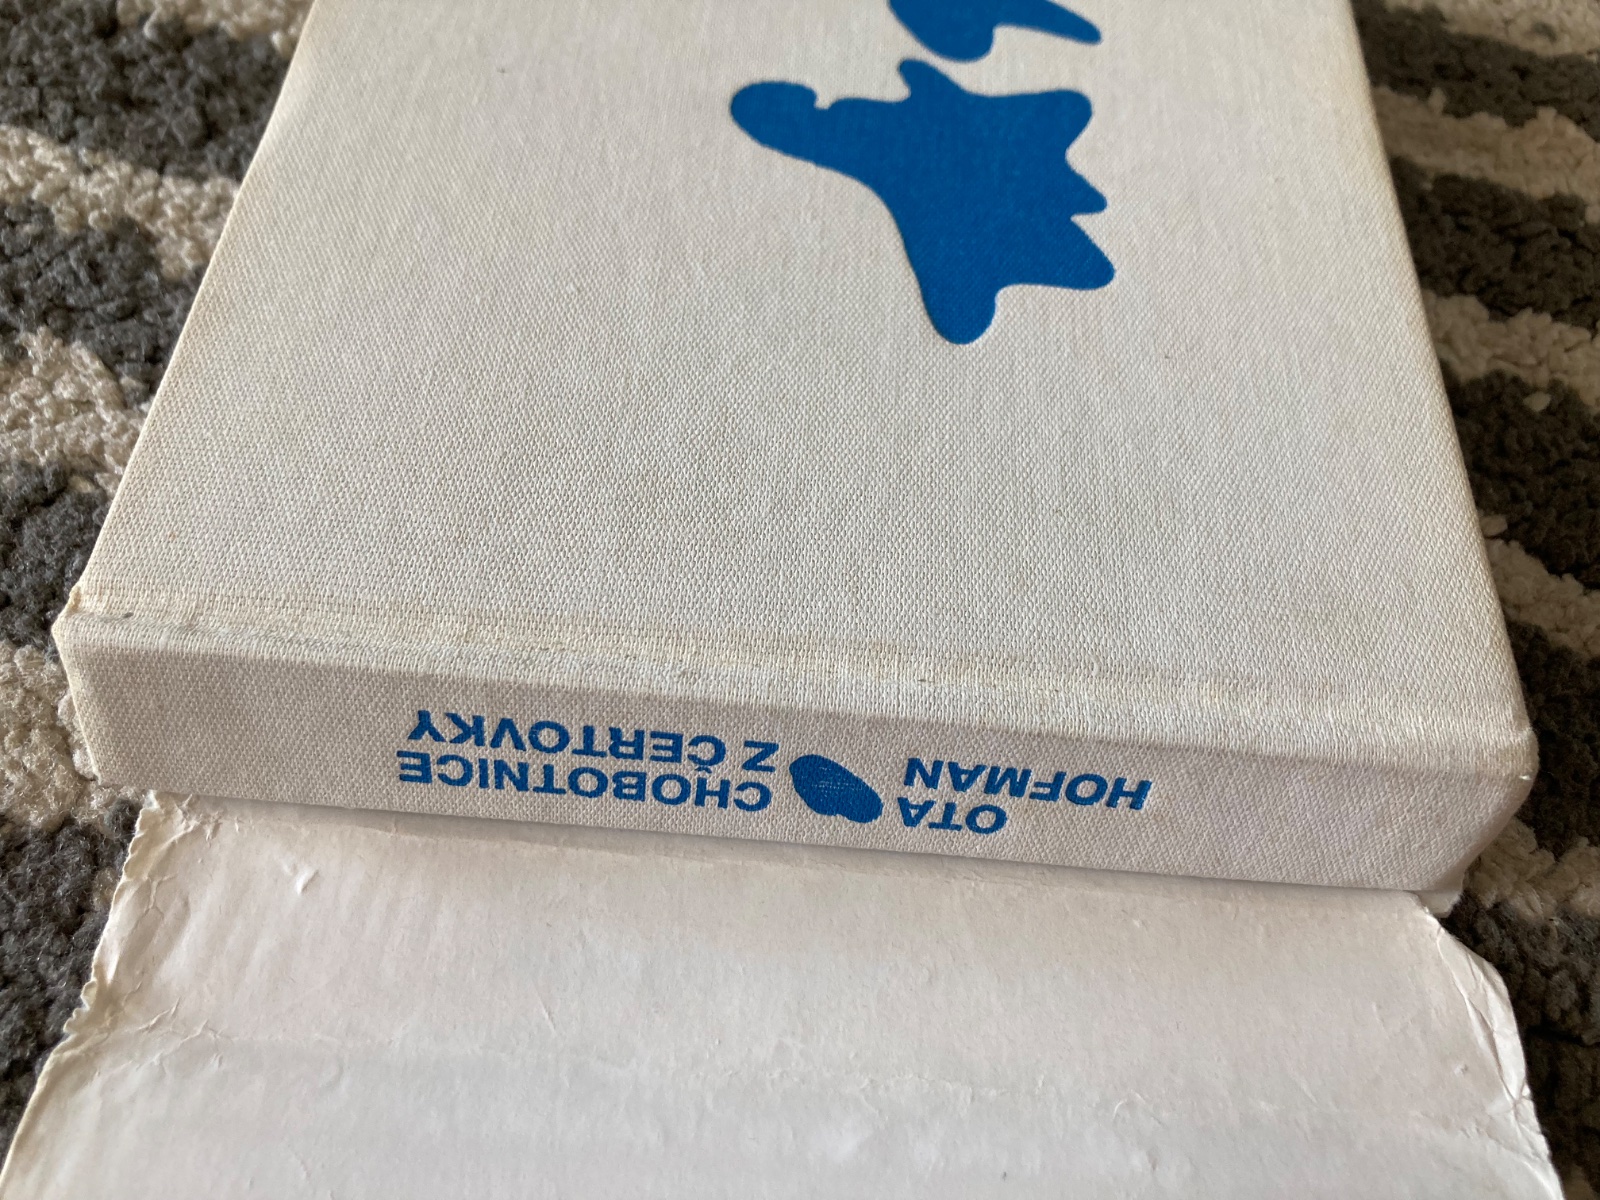 OTA
HOFMAN
CHOBOTNICE
Z ČERTOVKY